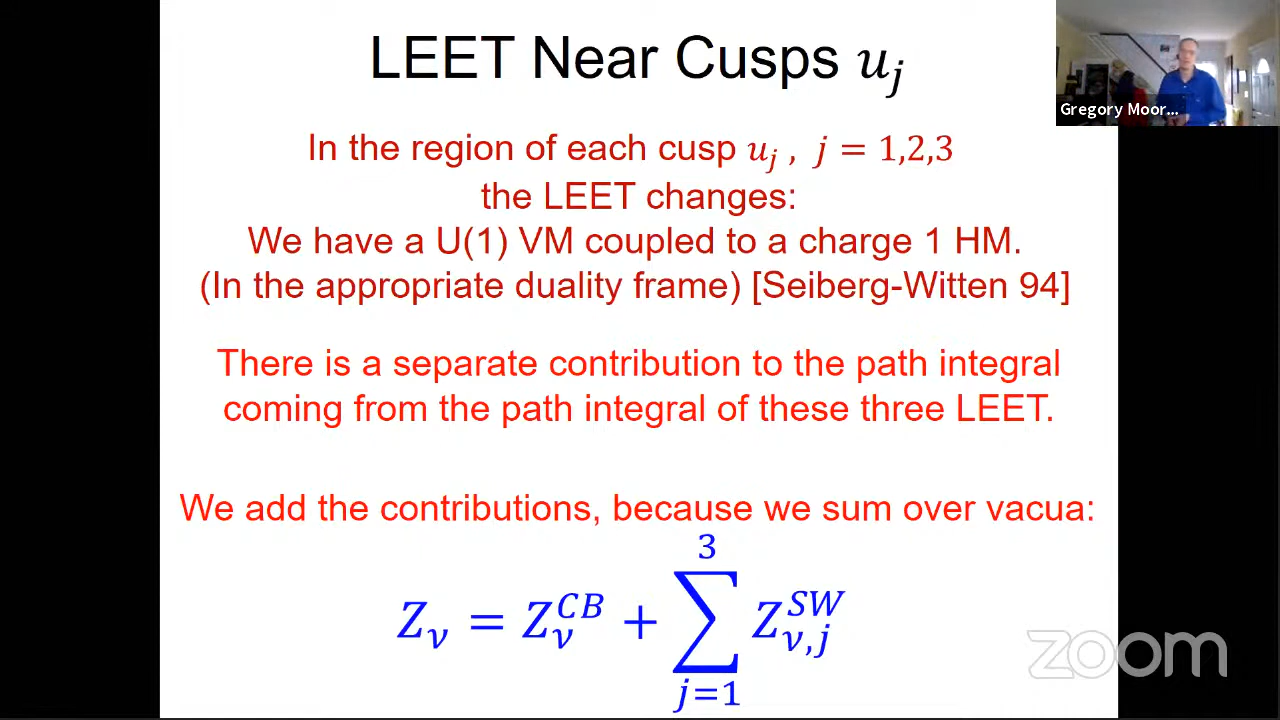 LEET Near Cusps u_j
Gregory Moor...
In the region of each cusp u_j , j = 1,2,3
the LEET changes:
We have a U(1) VM coupled to a charge 1 HM.
(In the appropriate duality frame) [Seiberg-Witten 94]
There is a separate contribution to the path integral
coming from the path integral of these three LEET.
We add the contributions, because we sum over vacua:
Z_ν = Z_ν^{CB} + \sum_{j=1}^{3} Z_{ν,j}^{SW}
zoom